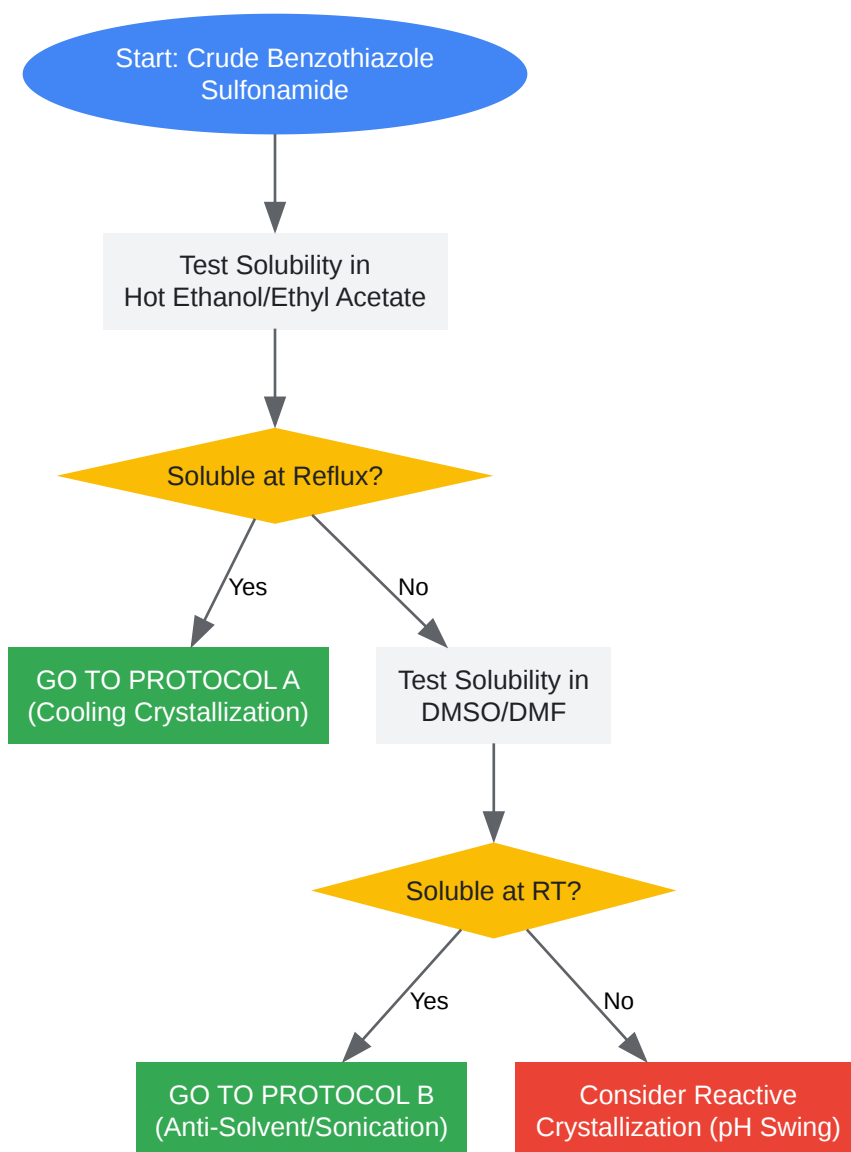 Start: Crude Benzothiazole
Sulfonamide
Test Solubility in
Hot Ethanol/Ethyl Acetate
Soluble at Reflux?
Yes
No
GO TO PROTOCOL A
(Cooling Crystallization)
Test Solubility in
DMSO/DMF
Soluble at RT?
Yes
No
GO TO PROTOCOL B
(Anti-Solvent/Sonication)
Consider Reactive
Crystallization (pH Swing)